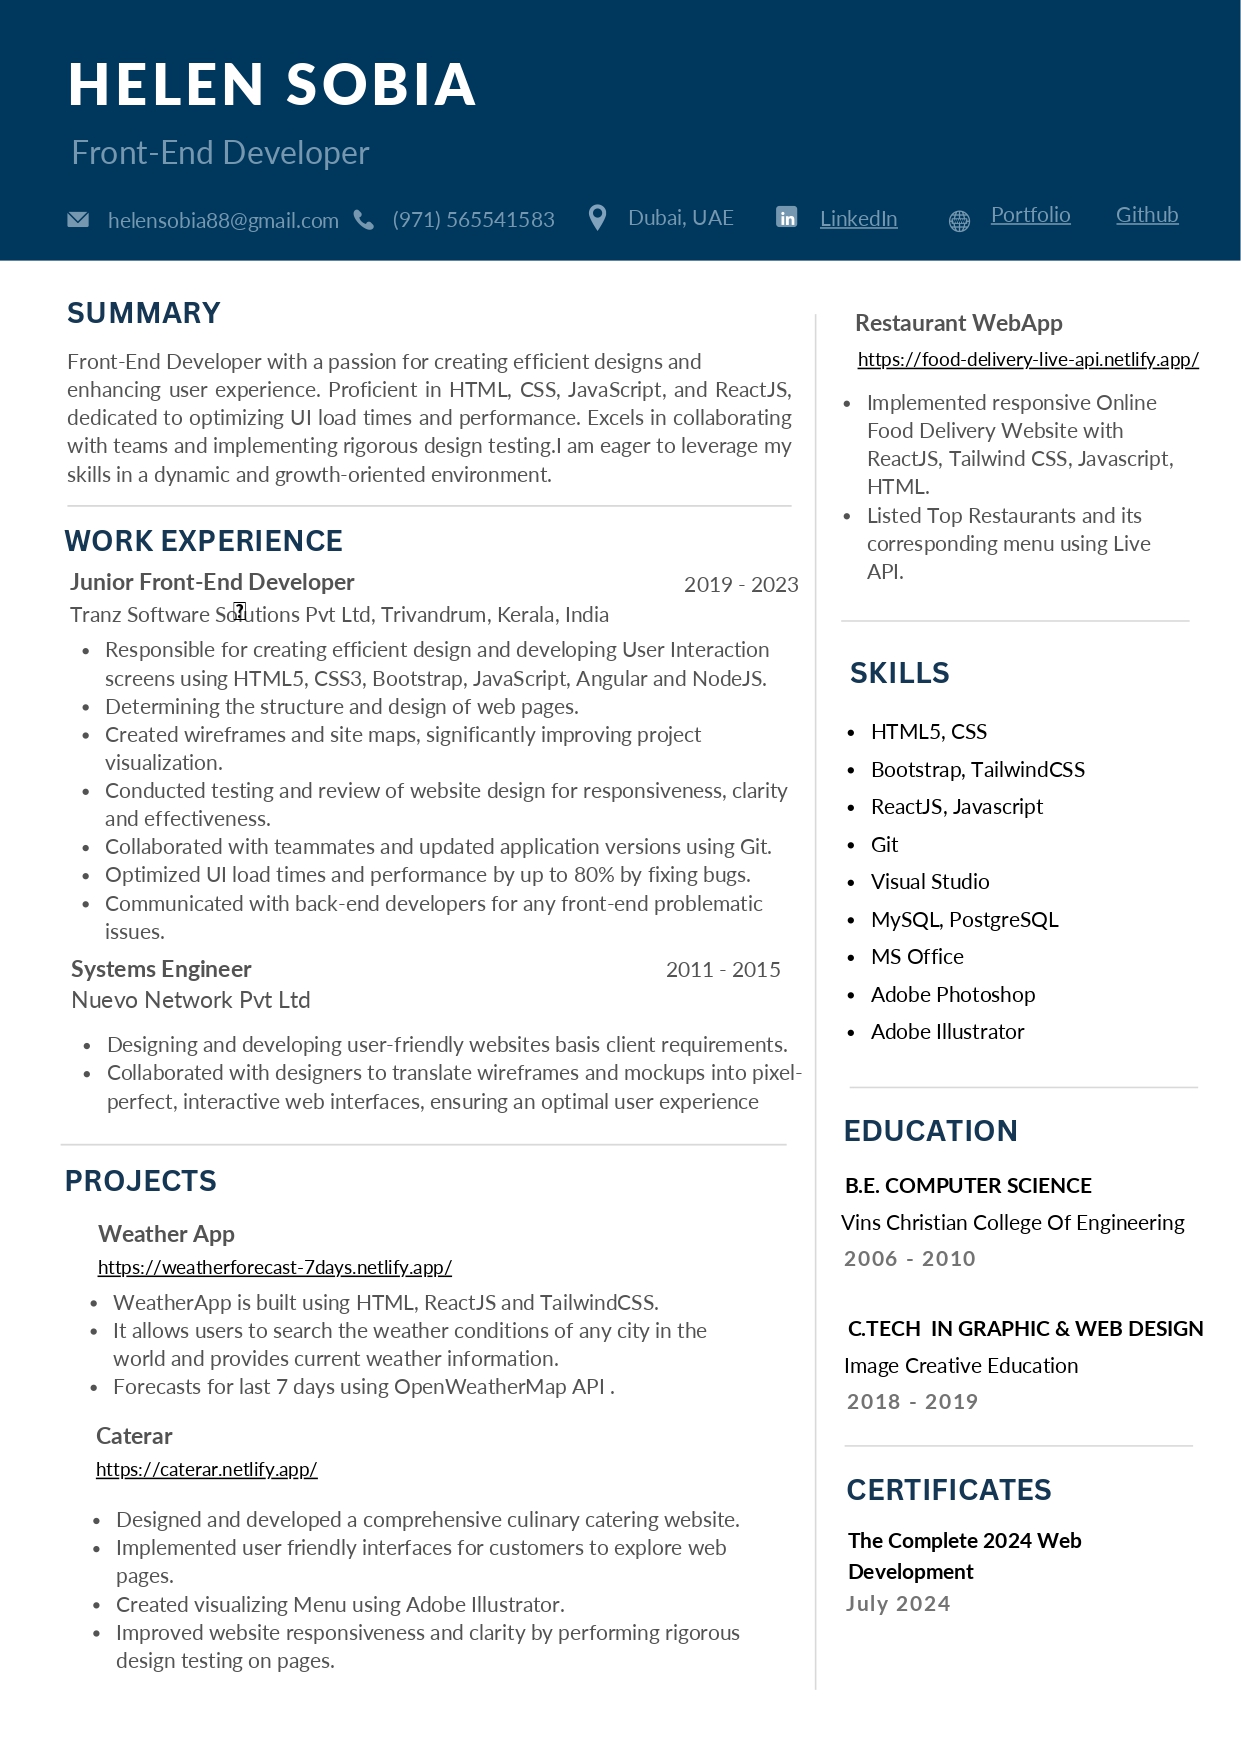 HELEN SOBIA
Front-End Developer
helensobia88@gmail.com
(971) 565541583
Dubai, UAE
LinkedIn
Portfolio
Github
SUMMARY
Front-End Developer with a passion for creating efficient designs and
enhancing user experience. Proficient in HTML, CSS, JavaScript, and ReactJS,
dedicated to optimizing UI load times and performance. Excels in collaborating
with teams and implementing rigorous design testing.I am eager to leverage my
skills in a dynamic and growth-oriented environment.
WORK EXPERIENCE
Junior Front-End Developer
2019 - 2023
Tranz Software Solutions Pvt Ltd, Trivandrum, Kerala, India
• Responsible for creating efficient design and developing User Interaction
screens using HTML5, CSS3, Bootstrap, JavaScript, Angular and NodeJS.
• Determining the structure and design of web pages.
• Created wireframes and site maps, significantly improving project
visualization.
• Conducted testing and review of website design for responsiveness, clarity
and effectiveness.
• Collaborated with teammates and updated application versions using Git.
• Optimized UI load times and performance by up to 80% by fixing bugs.
• Communicated with back-end developers for any front-end problematic
issues.
Systems Engineer
2011 - 2015
Nuevo Network Pvt Ltd
• Designing and developing user-friendly websites basis client requirements.
• Collaborated with designers to translate wireframes and mockups into pixel-
perfect, interactive web interfaces, ensuring an optimal user experience
PROJECTS
Weather App
https://weatherforecast-7days.netlify.app/
• WeatherApp is built using HTML, ReactJS and TailwindCSS.
• It allows users to search the weather conditions of any city in the
world and provides current weather information.
• Forecasts for last 7 days using OpenWeatherMap API .
Caterar
https://caterar.netlify.app/
• Designed and developed a comprehensive culinary catering website.
• Implemented user friendly interfaces for customers to explore web
pages.
• Created visualizing Menu using Adobe Illustrator.
• Improved website responsiveness and clarity by performing rigorous
design testing on pages.
Restaurant WebApp
https://food-delivery-live-api.netlify.app/
• Implemented responsive Online
Food Delivery Website with
ReactJS, Tailwind CSS, Javascript,
HTML.
• Listed Top Restaurants and its
corresponding menu using Live
API.
SKILLS
• HTML5, CSS
• Bootstrap, TailwindCSS
• ReactJS, Javascript
• Git
• Visual Studio
• MySQL, PostgreSQL
• MS Office
• Adobe Photoshop
• Adobe Illustrator
EDUCATION
B.E. COMPUTER SCIENCE
Vins Christian College Of Engineering
2006 - 2010
C.TECH IN GRAPHIC & WEB DESIGN
Image Creative Education
2018 - 2019
CERTIFICATES
The Complete 2024 Web
Development
July 2024